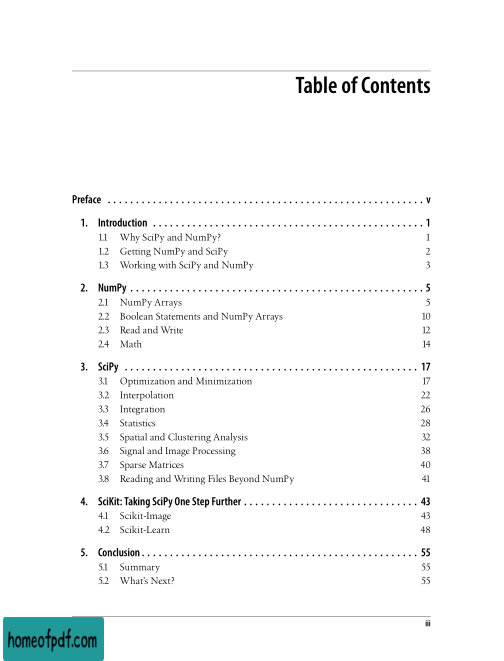 Table of Contents
Preface . . . . . . . . . . . . . . . . . . . . . . . . . . . . . . . . . . . . . . . . . . . . . . . . . . . . . . . . v
1. Introduction . . . . . . . . . . . . . . . . . . . . . . . . . . . . . . . . . . . . . . . . . . . . . . . . 1
1.1 Why SciPy and NumPy? 1
1.2 Getting NumPy and SciPy 2
1.3 Working with SciPy and NumPy 3
2. NumPy . . . . . . . . . . . . . . . . . . . . . . . . . . . . . . . . . . . . . . . . . . . . . . . . . . . . 5
2.1 NumPy Arrays 5
2.2 Boolean Statements and NumPy Arrays 10
2.3 Read and Write 12
2.4 Math 14
3. SciPy . . . . . . . . . . . . . . . . . . . . . . . . . . . . . . . . . . . . . . . . . . . . . . . . . . . . 17
3.1 Optimization and Minimization 17
3.2 Interpolation 22
3.3 Integration 26
3.4 Statistics 28
3.5 Spatial and Clustering Analysis 32
3.6 Signal and Image Processing 38
3.7 Sparse Matrices 40
3.8 Reading and Writing Files Beyond NumPy 41
4. SciKit: Taking SciPy One Step Further . . . . . . . . . . . . . . . . . . . . . . . . . . . . . . . 43
4.1 Scikit-Image 43
4.2 Scikit-Learn 48
5. Conclusion . . . . . . . . . . . . . . . . . . . . . . . . . . . . . . . . . . . . . . . . . . . . . . . . . 55
5.1 Summary 55
5.2 What's Next? 55
iii
homeofpdf.com